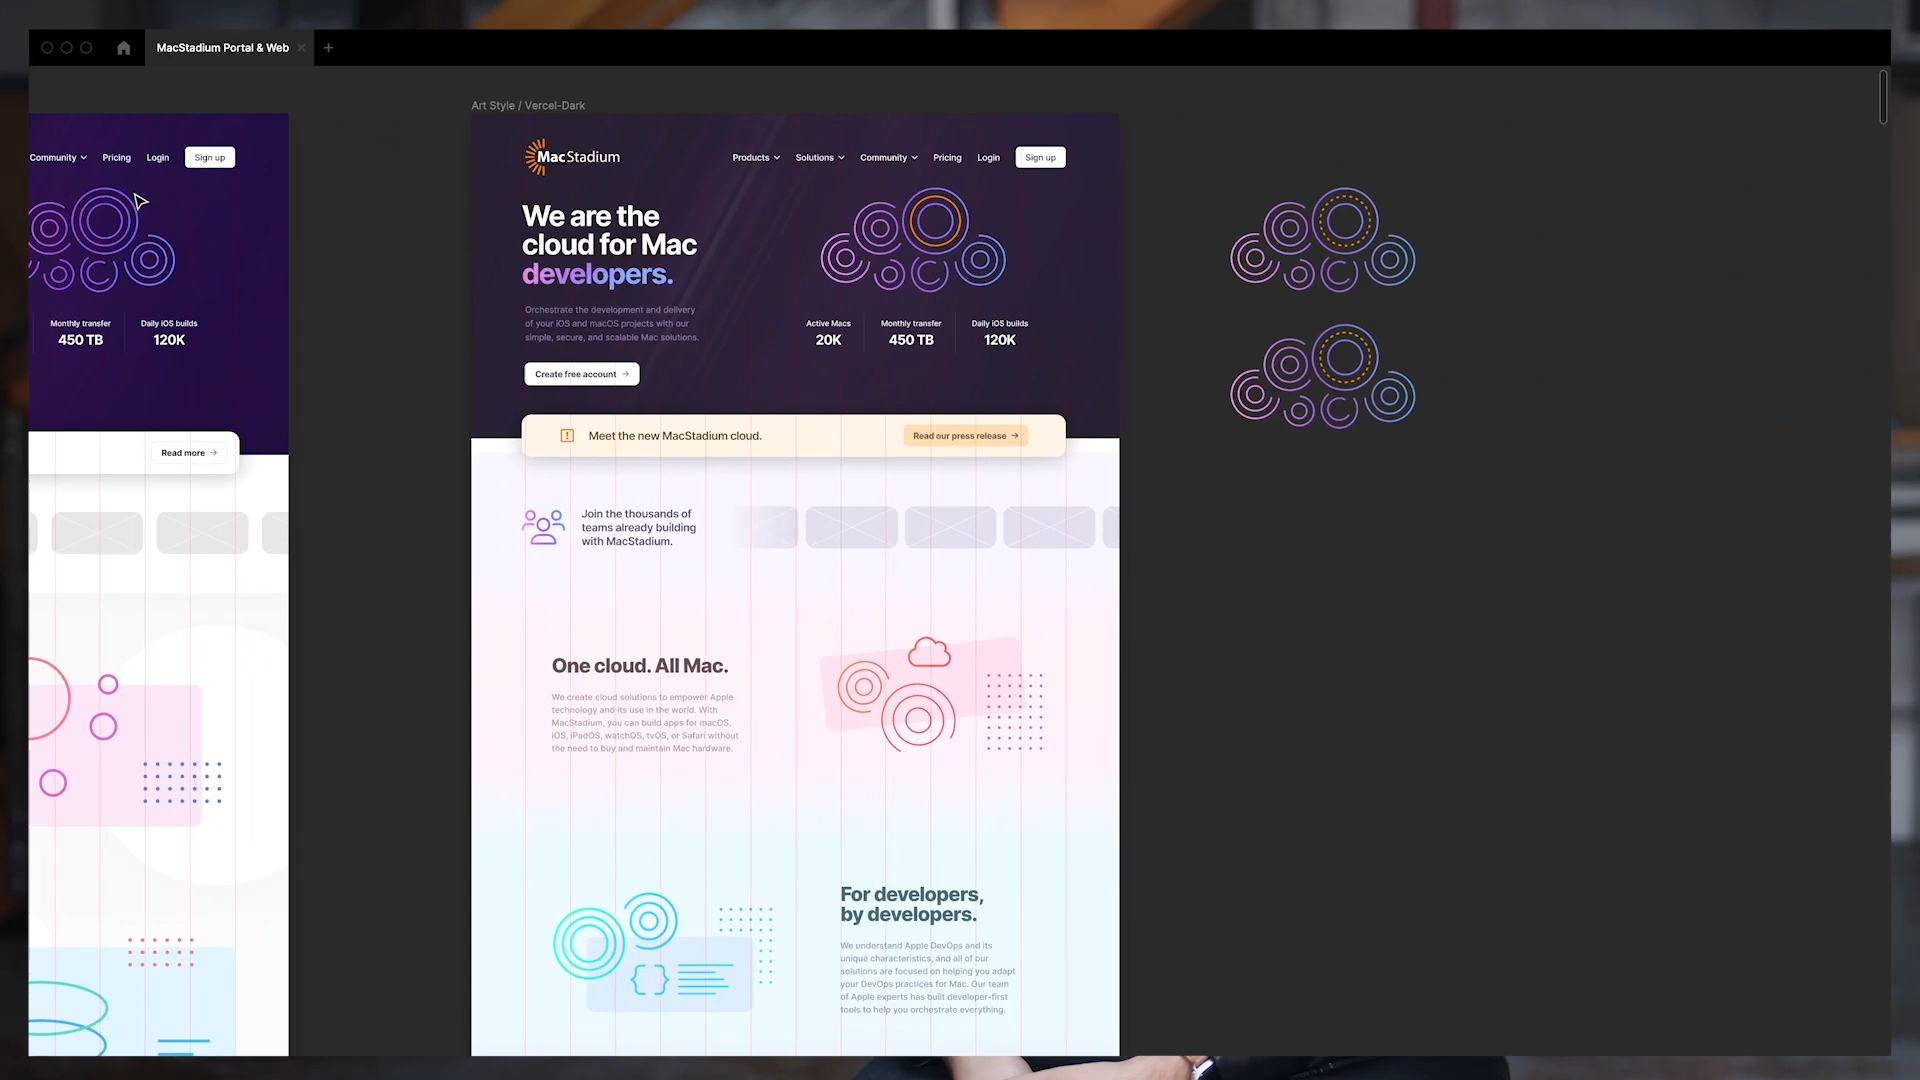 MacStadium Portal & Web
Art Style / Vercel-Dark
Community
Pricing
Login
Sign up
Monthly transfer
450 TB
Daily iOS builds
120K
Read more →
MacStadium
Products
Solutions
Community
Pricing
Login
Sign up
We are the
cloud for Mac
developers.
Orchestrate the development and delivery
of your iOS and macOS projects with our
simple, secure, and scalable Mac solutions.
Create free account →
Active Macs
20K
Monthly transfer
450 TB
Daily iOS builds
120K
Meet the new MacStadium cloud.
Read our press release →
Join the thousands of
teams already building
with MacStadium.
One cloud. All Mac.
We create cloud solutions to empower Apple
technology and its use in the world. With
MacStadium, you can build apps for macOS,
iOS, iPadOS, watchOS, tvOS, or Safari without
the need to buy and maintain Mac hardware.
For developers,
by developers.
We understand Apple DevOps and its
unique characteristics, and all of our
solutions are focused on helping you adapt
your DevOps practices for Mac. Our team
of Apple experts has built developer-first
tools to help you orchestrate everything.